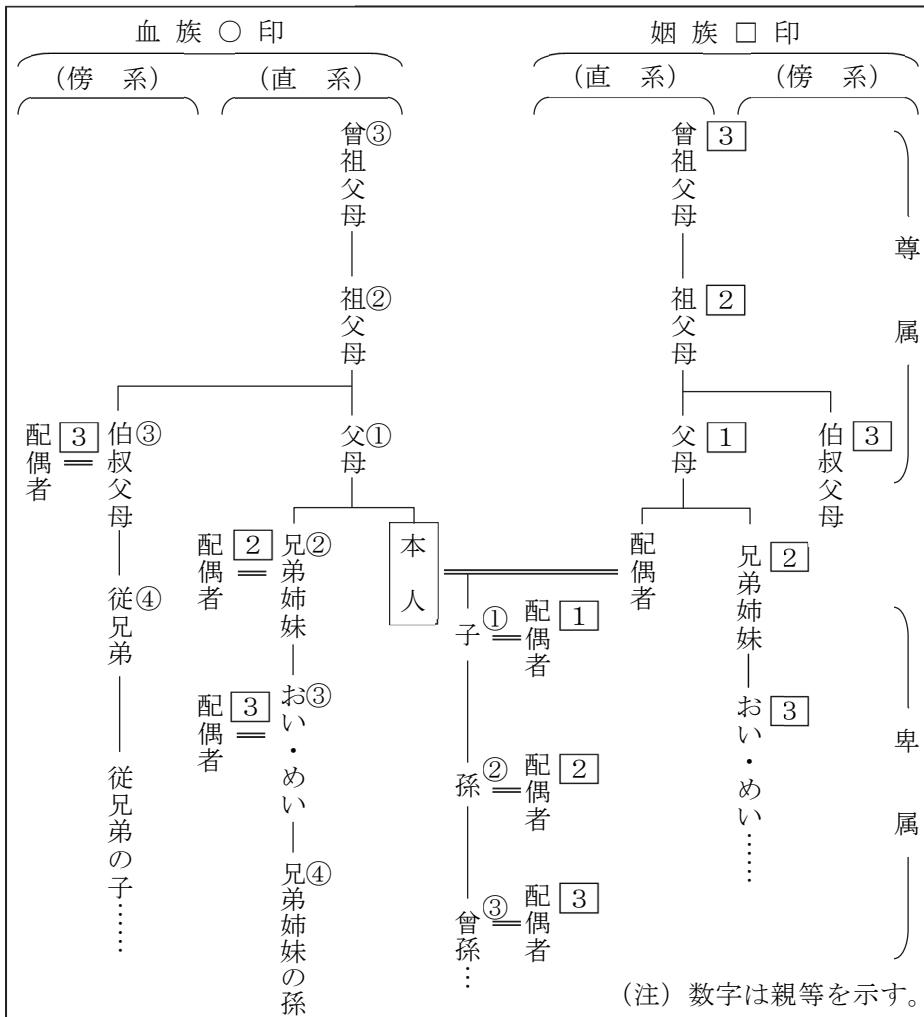 血族○印
姻族□印
(傍 系)
(直 系)
(直 系)
(傍 系)
曾祖父母③
曾祖父母3
尊属
祖父母②
祖父母2
配偶者3
伯叔父母③
父母①
父母1
伯叔父母3
配偶者2
兄弟姉妹②
本人
配偶者
兄弟姉妹2
従兄弟④
子①
配偶者1
配偶者3
おい・めい③
おい・めい……3
卑属
孫②
配偶者2
従兄弟の子……
兄弟姉妹の孫④
曾孫…③
配偶者3
(注)数字は親等を示す。